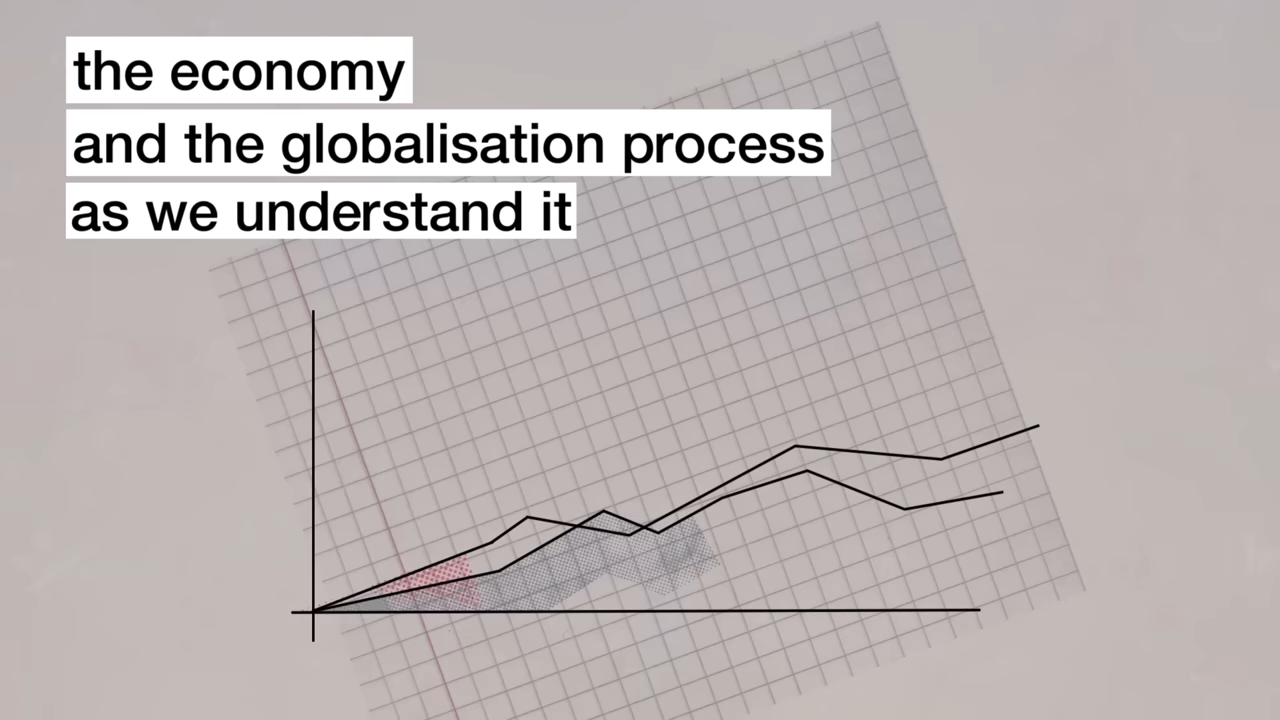 the economy
and the globalisation process
as we understand it